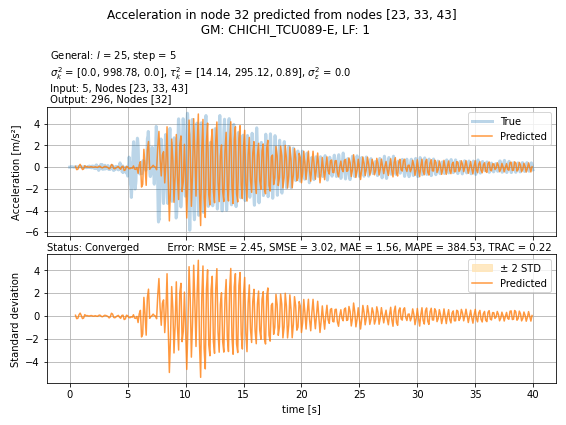 Acceleration in node 32 predicted from nodes [23, 33, 43]
GM: CHICHI_TCU089-E, LF: 1
General: l = 25, step = 5
σ²ₖ = [0.0, 998.78, 0.0], τ²ₖ = [14.14, 295.12, 0.89], σ²ε = 0.0
Input: 5, Nodes [23, 33, 43]
Output: 296, Nodes [32]
True
Predicted
Acceleration [m/s²]
4
2
0
−2
−4
−6
Status: Converged Error: RMSE = 2.45, SMSE = 3.02, MAE = 1.56, MAPE = 384.53, TRAC = 0.22
± 2 STD
Predicted
Standard deviation
4
2
0
−2
−4
0 5 10 15 20 25 30 35 40
time [s]